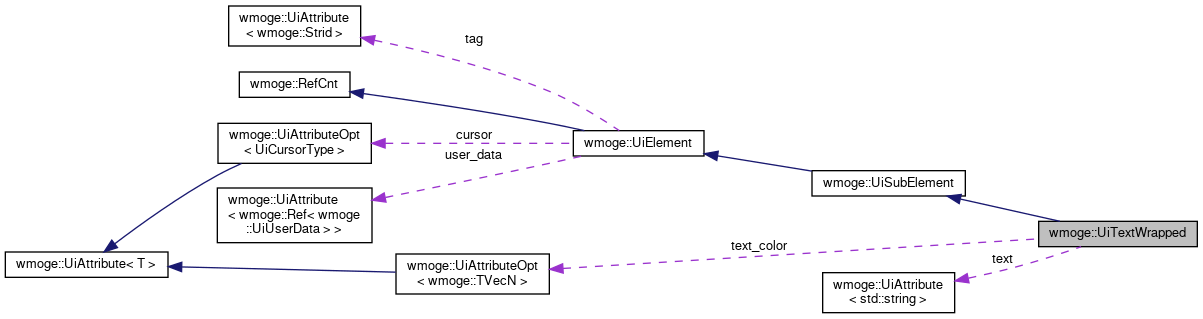 wmoge::UiAttribute
< wmoge::Strid >
tag
wmoge::RefCnt
wmoge::UiAttributeOpt
< UiCursorType >
cursor
wmoge::UiElement
user_data
wmoge::UiSubElement
wmoge::UiAttribute
< wmoge::Ref< wmoge
::UiUserData > >
wmoge::UiTextWrapped
text_color
text
wmoge::UiAttribute< T >
wmoge::UiAttributeOpt
< wmoge::TVecN >
wmoge::UiAttribute
< std::string >